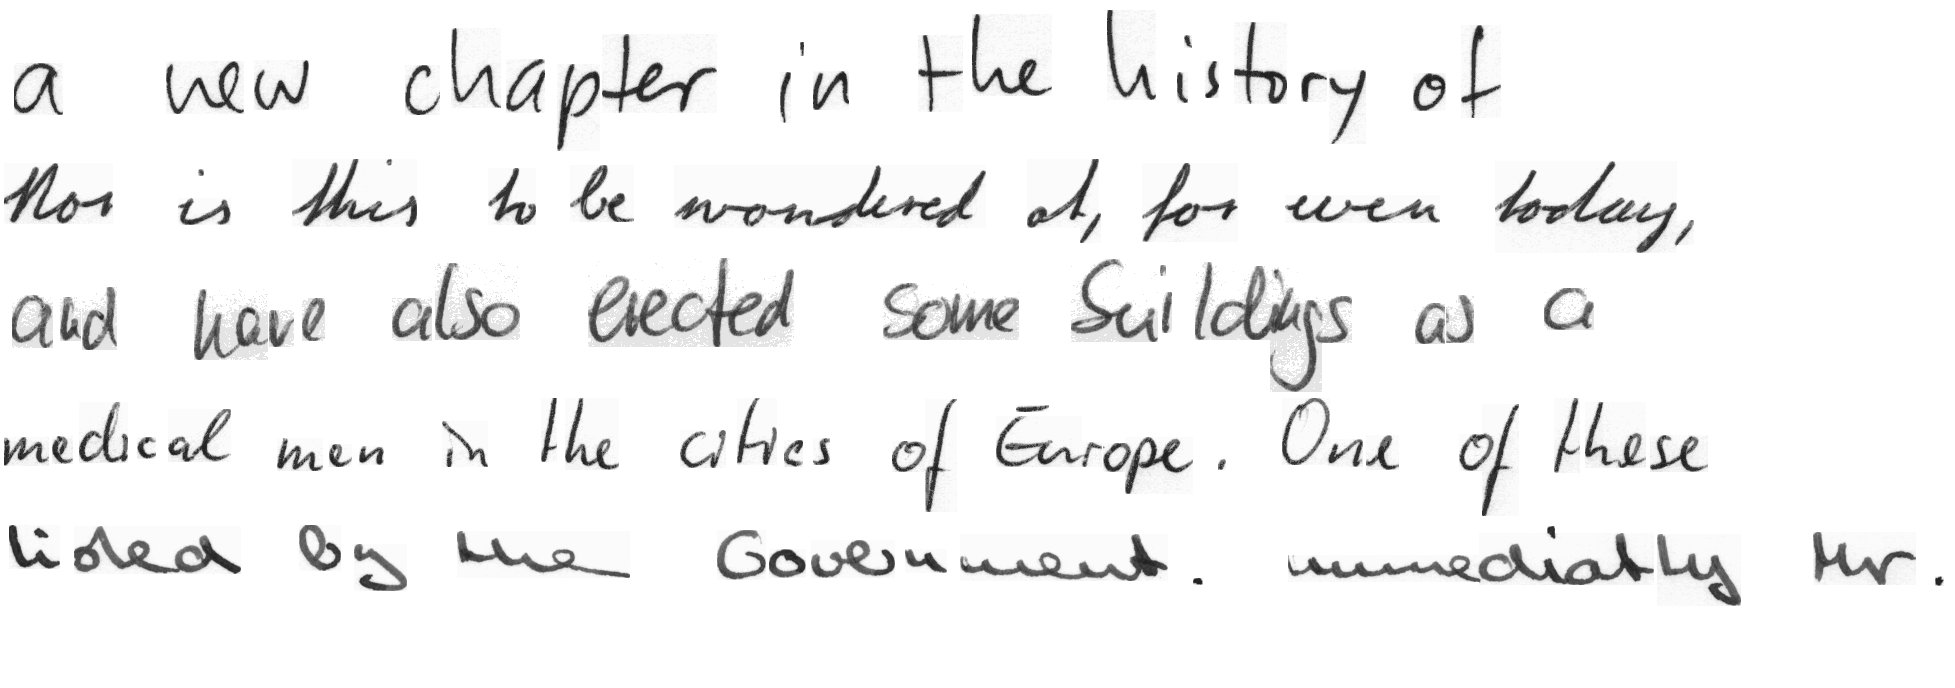 a new chapter in the history of
Nor is this to be wondered at, for even today,
and have also erected some buildings as a
medical men in the cities of Europe. One of these
listed by the Government. immediatly Mr.